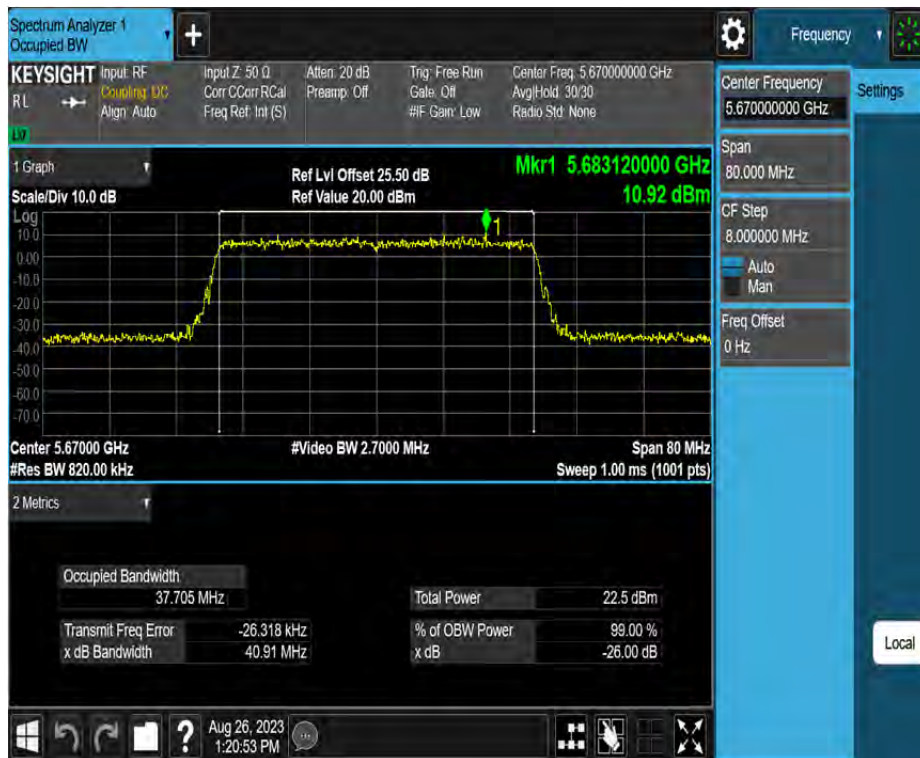 Spectrum Analyzer 1
Occupied BW
+
Frequency
KEYSIGHT
RL
Input: RF
Coupling: DC
Align: Auto
Input Z: 50 Ω
Corr CCorr RCal
Freq Ref: Int (S)
Atten: 20 dB
Preamp: Off
Trig: Free Run
Gate: Off
#IF Gain: Low
Center Freq: 5.670000000 GHz
Avg|Hold: 30/30
Radio Std: None
Center Frequency
5.670000000 GHz
Settings
Span
80.000 MHz
CF Step
8.000000 MHz
Auto
Man
Freq Offset
0 Hz
1 Graph
Scale/Div 10.0 dB
Ref Lvl Offset 25.50 dB
Ref Value 20.00 dBm
Mkr1 5.683120000 GHz
10.92 dBm
Log
10.0
0.00
-10.0
-20.0
-30.0
-40.0
-50.0
-60.0
-70.0
1
Center 5.67000 GHz
#Res BW 820.00 kHz
#Video BW 2.7000 MHz
Span 80 MHz
Sweep 1.00 ms (1001 pts)
2 Metrics
Occupied Bandwidth
37.705 MHz
Transmit Freq Error -26.318 kHz
x dB Bandwidth 40.91 MHz
Total Power 22.5 dBm
% of OBW Power 99.00 %
x dB -26.00 dB
Local
?
Aug 26, 2023
1:20:53 PM